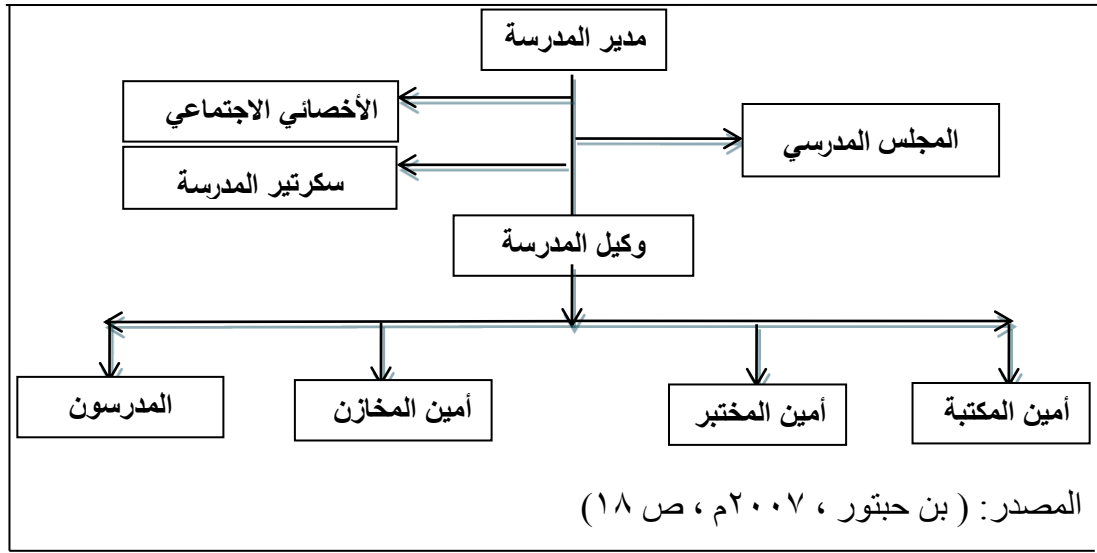 مدير المدرسة
الأخصائي الاجتماعي
المجلس المدرسي
سكرتير المدرسة
وكيل المدرسة
أمين المكتبة
أمين المختبر
أمين المخازن
المدرسون
المصدر: ( بن حبتور ، ٢٠٠٧م ، ص ١٨)